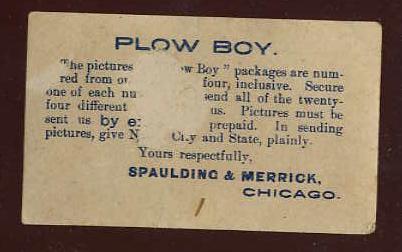 PLOW BOY.
The pictures ow Boy" packages are num-
red from four, inclusive. Secure
one of each nu end all of the twenty-
four different us. Pictures must be
sent us by e prepaid. In sending
pictures, give N City and State, plainly.
Yours respectfully,
SPAULDING & MERRICK,
CHICAGO.